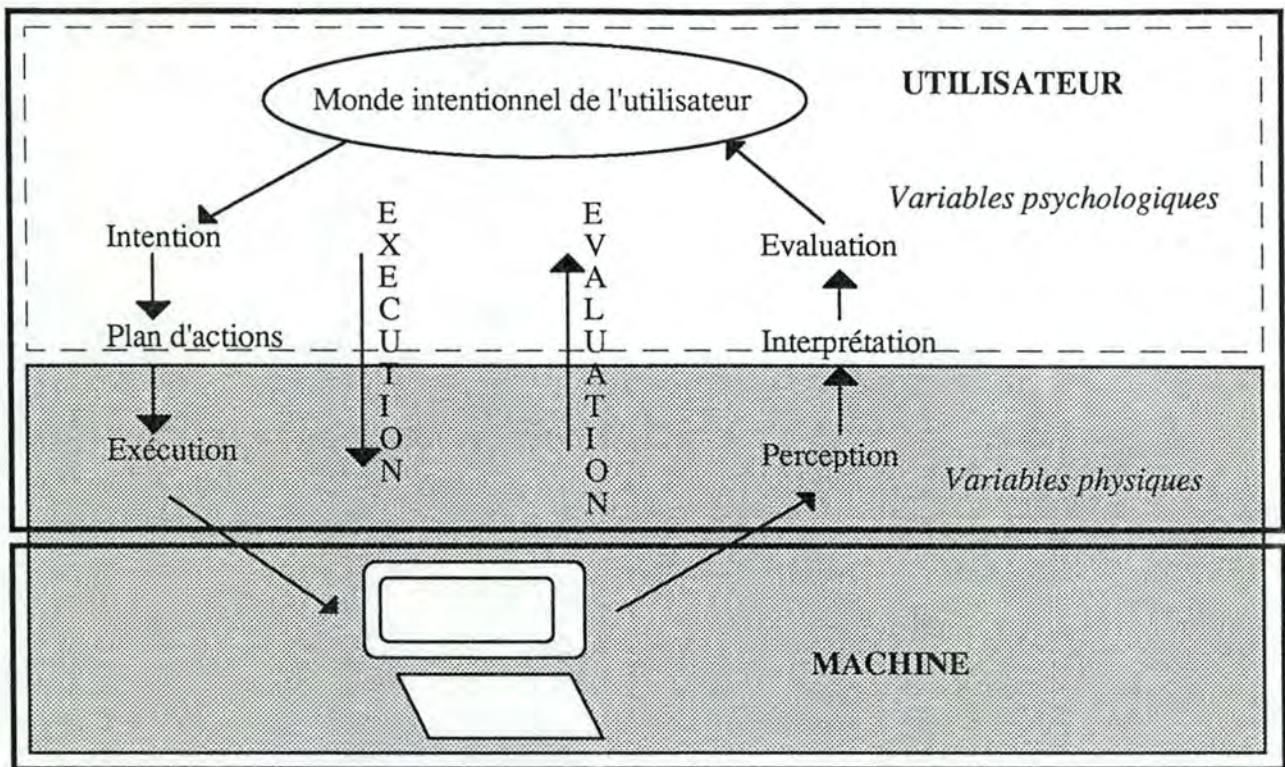 UTILISATEUR
Monde intentionnel de l'utilisateur
Variables psychologiques
Intention
EXECUTION
EVALUATION
Evaluation
Plan d'actions
Interprétation
Exécution
Perception
Variables physiques
MACHINE